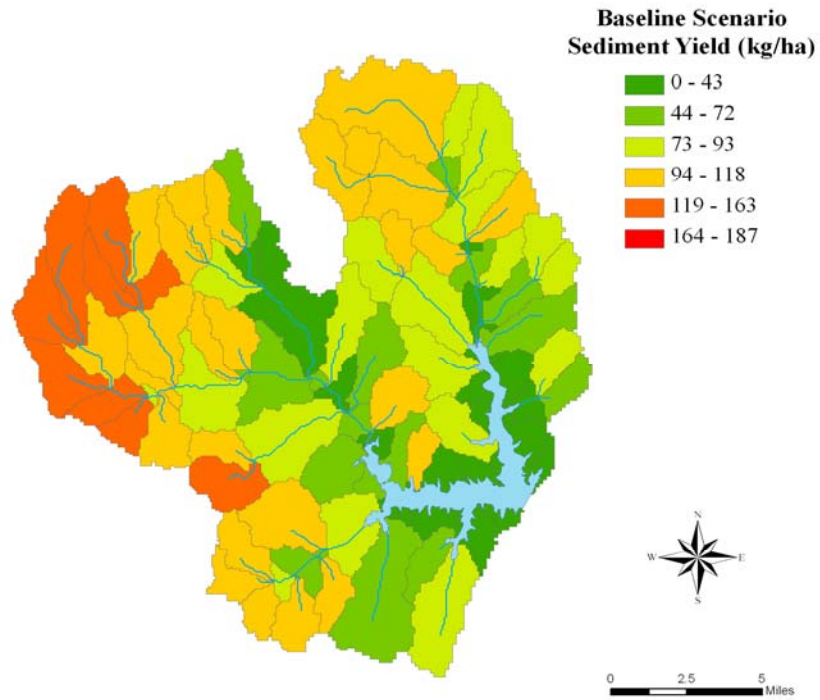 Baseline Scenario
Sediment Yield (kg/ha)
0 - 43
44 - 72
73 - 93
94 - 118
119 - 163
164 - 187
N
W E
S
0 2.5 5
Miles